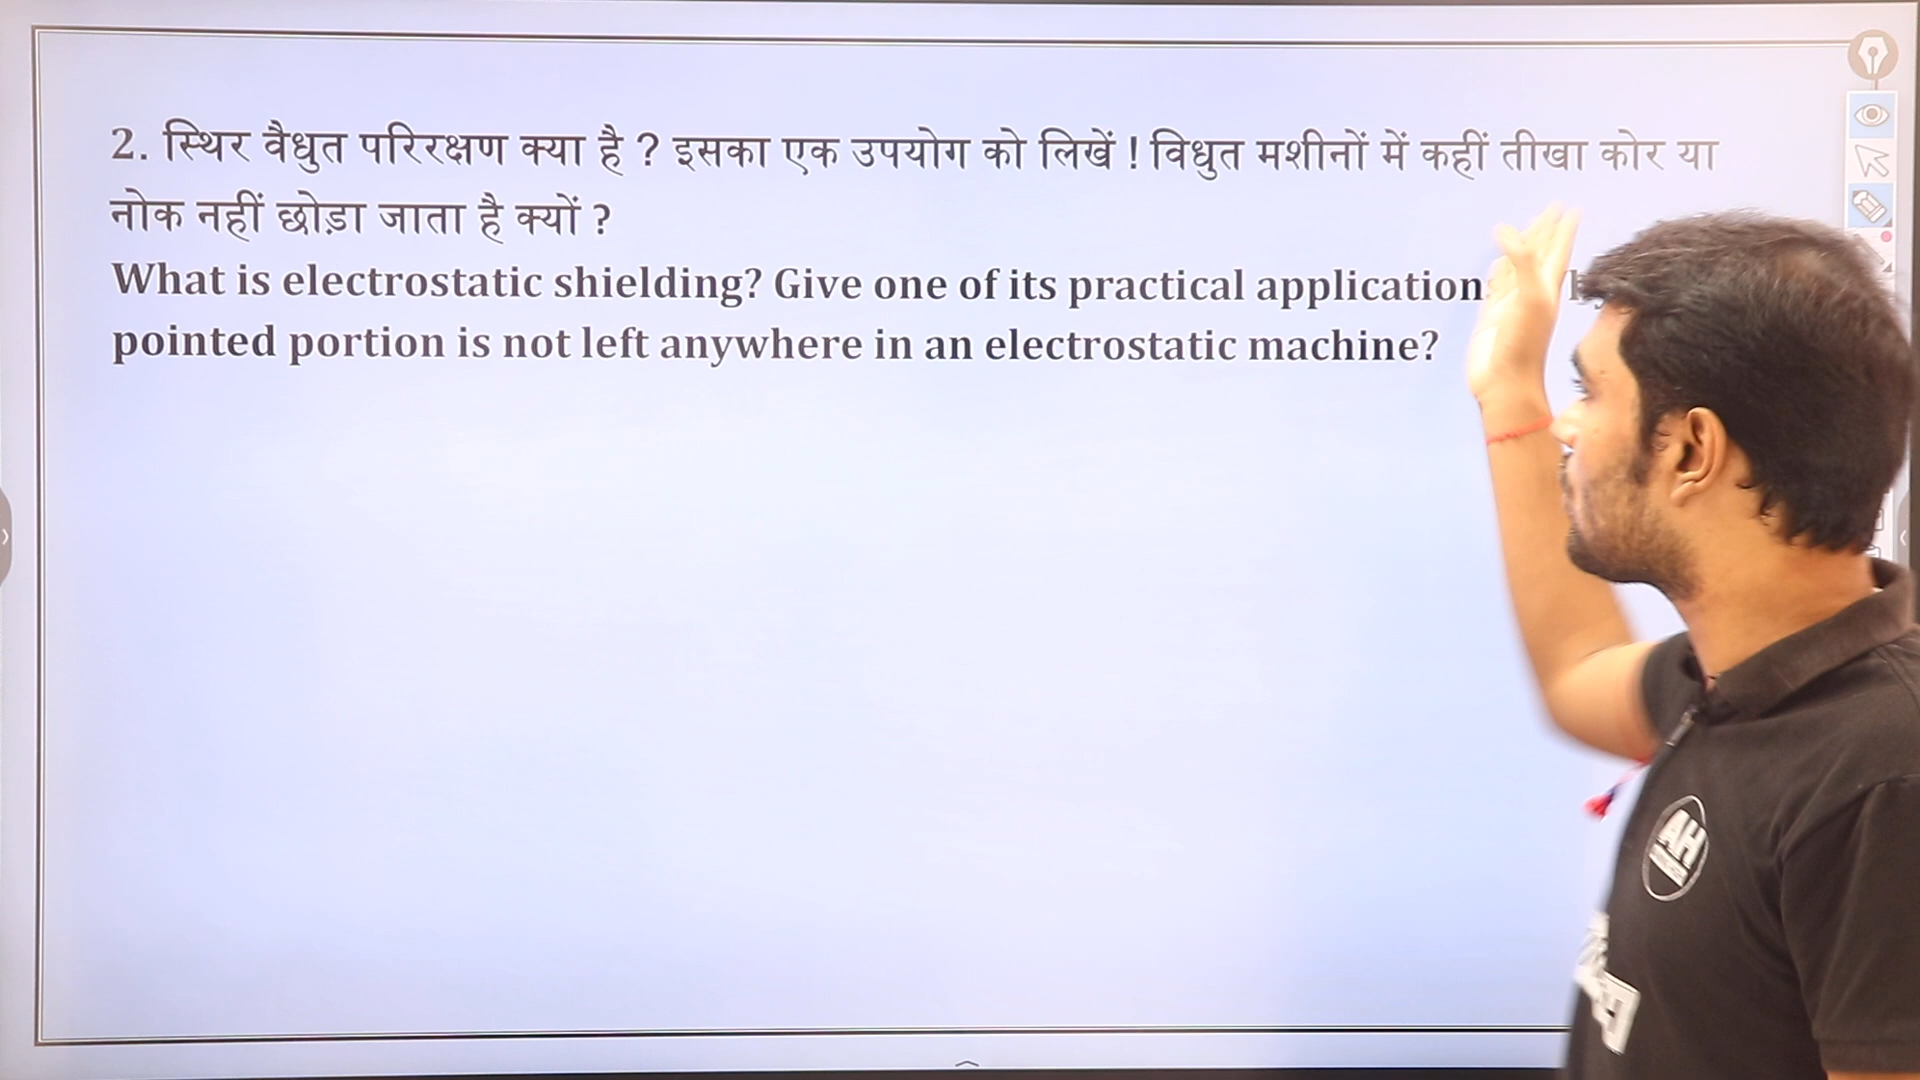 2. स्थिर वैधुत परिरक्षण क्या है ? इसका एक उपयोग को लिखें ! विधुत मशीनों में कहीं तीखा कोर या
नोक नहीं छोड़ा जाता है क्यों ?
What is electrostatic shielding? Give one of its practical application
pointed portion is not left anywhere in an electrostatic machine?
AH